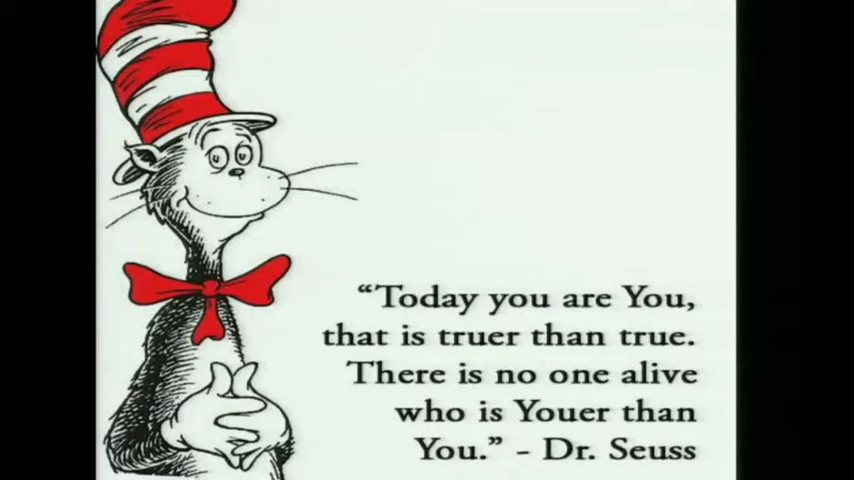 “Today you are You,
that is truer than true.
There is no one alive
who is Youer than
You.” - Dr. Seuss